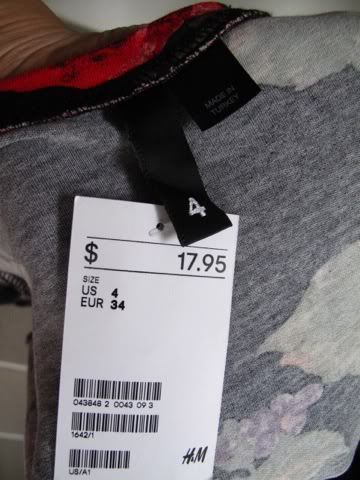 MADE IN
TURKEY
4
$ 17.95
SIZE
US 4
EUR 34
043848 2 0043 09 3
1642/1
H&M
US/A1